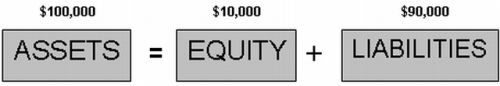 $100,000 $10,000 $90,000
ASSETS = EQUITY + LIABILITIES